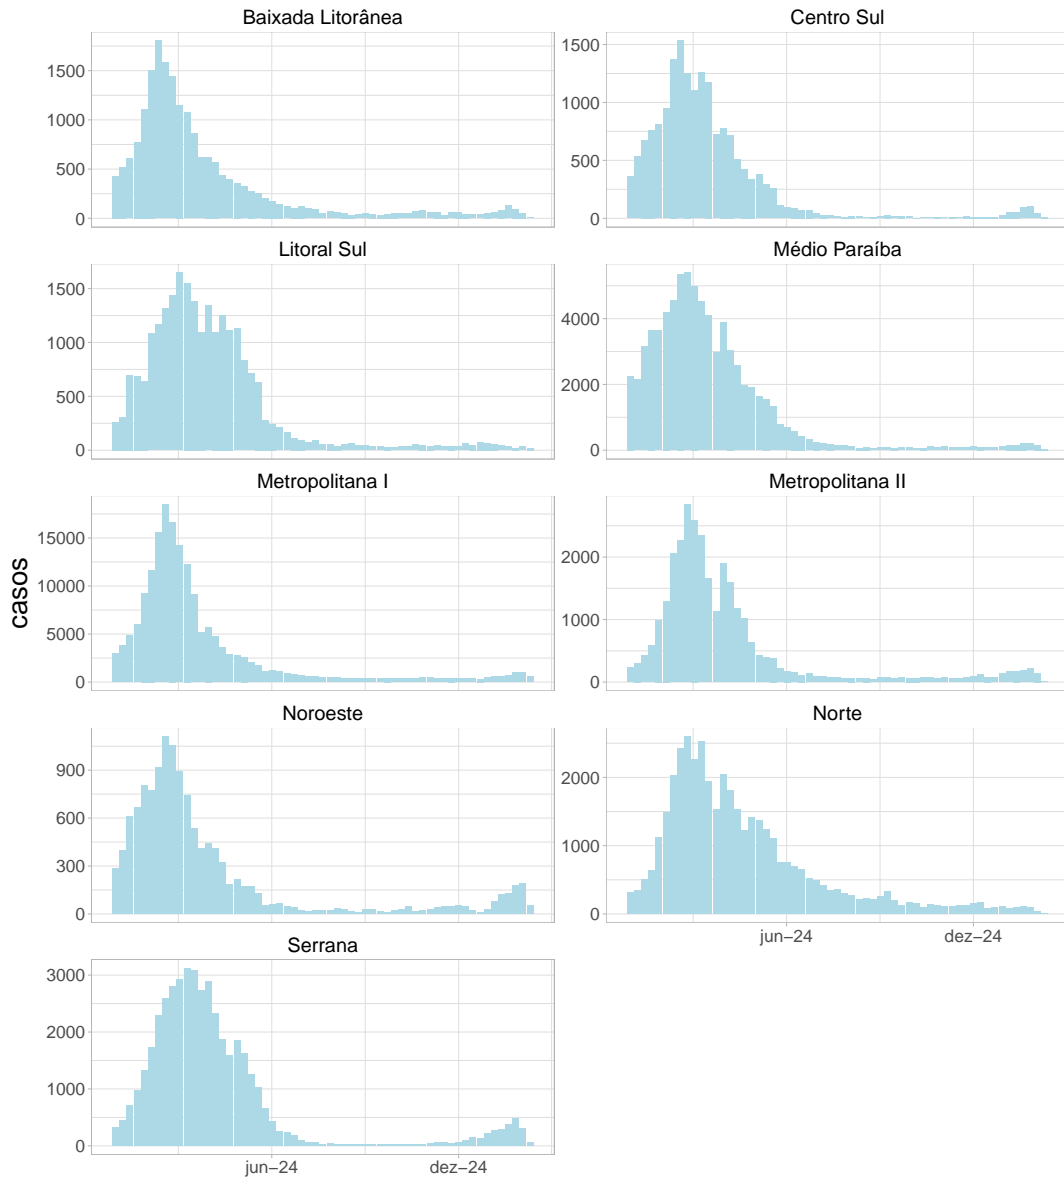 Baixada Litorânea
Centro Sul
1500
1000
500
0
1500
1000
500
0
Litoral Sul
Médio Paraíba
1500
1000
500
0
4000
2000
0
Metropolitana I
Metropolitana II
casos
15000
10000
5000
0
2000
1000
0
Noroeste
Norte
900
600
300
0
2000
1000
0
jun–24
dez–24
Serrana
3000
2000
1000
0
jun–24
dez–24